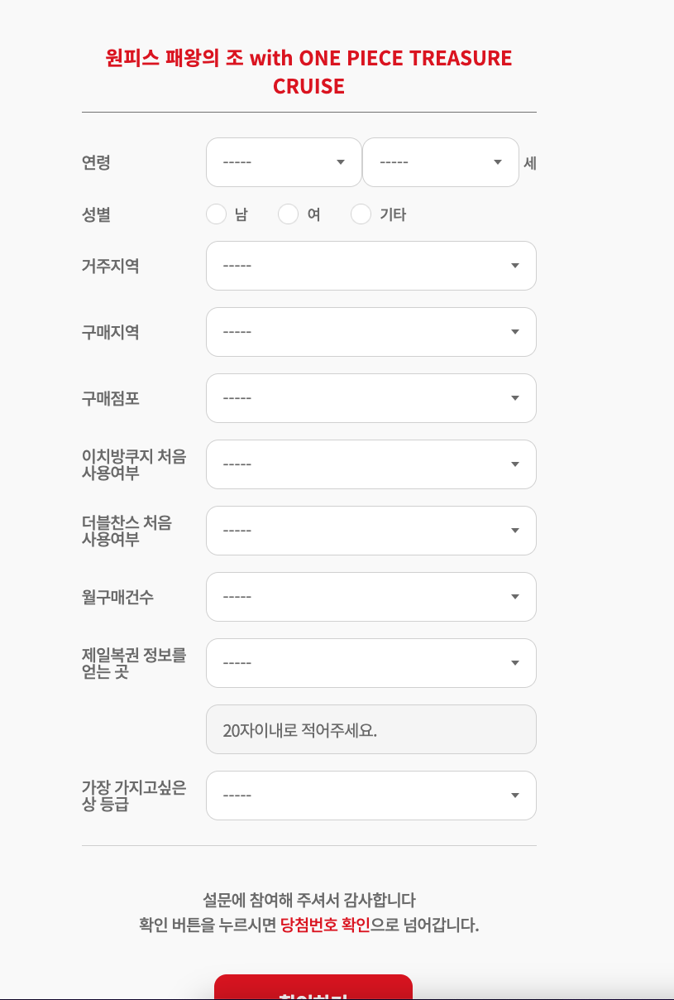 원피스 패왕의 조 with ONE PIECE TREASURE
CRUISE
연령 ----- ----- 세
성별 남 여 기타
거주지역 -----
구매지역 -----
구매점포 -----
이치방쿠지 처음
사용여부 -----
더블찬스 처음
사용여부 -----
월구매건수 -----
제일복권 정보를
얻는 곳 -----
20자이내로 적어주세요.
가장 가지고싶은
상 등급 -----
설문에 참여해 주셔서 감사합니다
확인 버튼을 누르시면 당첨번호 확인으로 넘어갑니다.